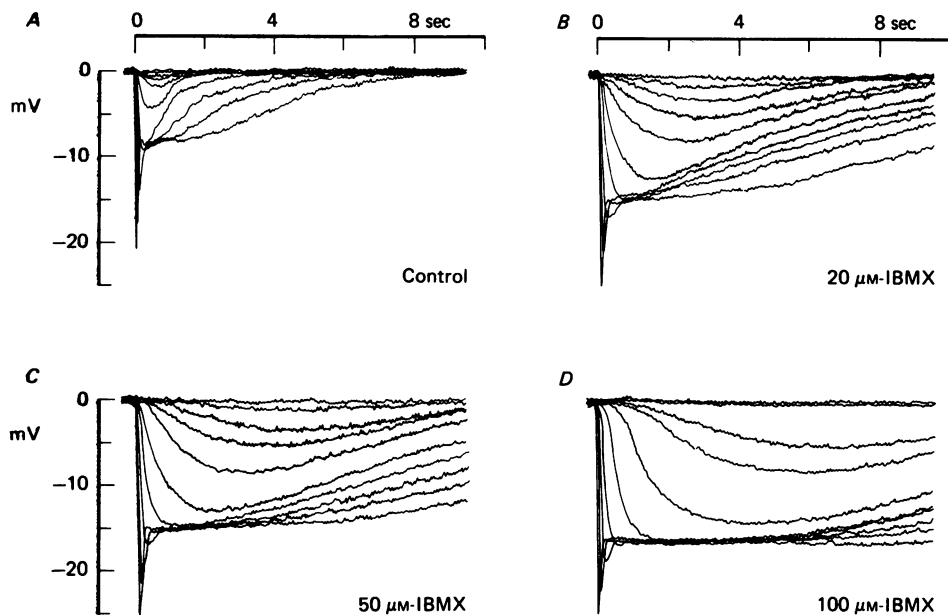 A
0 4 8 sec
0
mV
−10
−20
Control
B
0 4 8 sec
20 μM-IBMX
C
0
mV
−10
−20
50 μM-IBMX
D
100 μM-IBMX